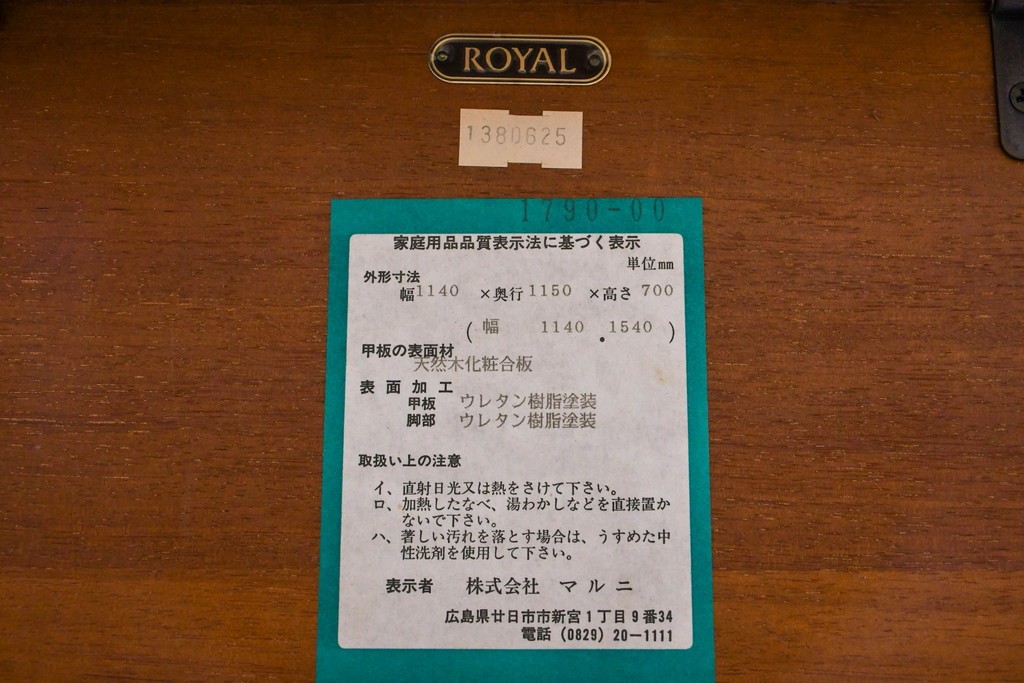 ROYAL
1380625
1790-00
家庭用品品質表示法に基づく表示
単位mm
外形寸法
幅1140 ×奥行1150 ×高さ700
(幅 1140.1540)
甲板の表面材
天然木化粧合板
表面加工
甲板 ウレタン樹脂塗装
脚部 ウレタン樹脂塗装
取扱い上の注意
イ、直射日光又は熱をさけて下さい。
ロ、加熱したなべ、湯わかしなどを直接置か
ないで下さい。
ハ、著しい汚れを落とす場合は、うすめた中
性洗剤を使用して下さい。
表示者 株式会社 マルニ
広島県廿日市市新宮1丁目9番34
電話(0829)20-1111